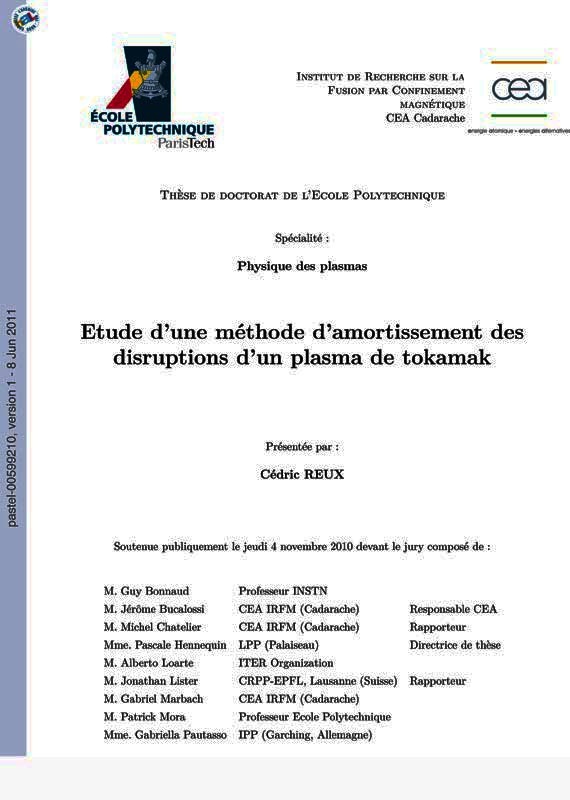 ÉCOLE
POLYTECHNIQUE
ParisTech
Institut de Recherche sur la
Fusion par Confinement
magnétique
CEA Cadarache
cea
energie atomique • energies alternatives
Thèse de doctorat de l'Ecole Polytechnique
Spécialité :
Physique des plasmas
Etude d'une méthode d'amortissement des
disruptions d'un plasma de tokamak
Présentée par :
Cédric REUX
Soutenue publiquement le jeudi 4 novembre 2010 devant le jury composé de :
M. Guy Bonnaud Professeur INSTN
M. Jérôme Bucalossi CEA IRFM (Cadarache) Responsable CEA
M. Michel Chatelier CEA IRFM (Cadarache) Rapporteur
Mme. Pascale Hennequin LPP (Palaiseau) Directrice de thèse
M. Alberto Loarte ITER Organization
M. Jonathan Lister CRPP-EPFL, Lausanne (Suisse) Rapporteur
M. Gabriel Marbach CEA IRFM (Cadarache)
M. Patrick Mora Professeur Ecole Polytechnique
Mme. Gabriella Pautasso IPP (Garching, Allemagne)
pastel-00599210, version 1 - 8 Jun 2011